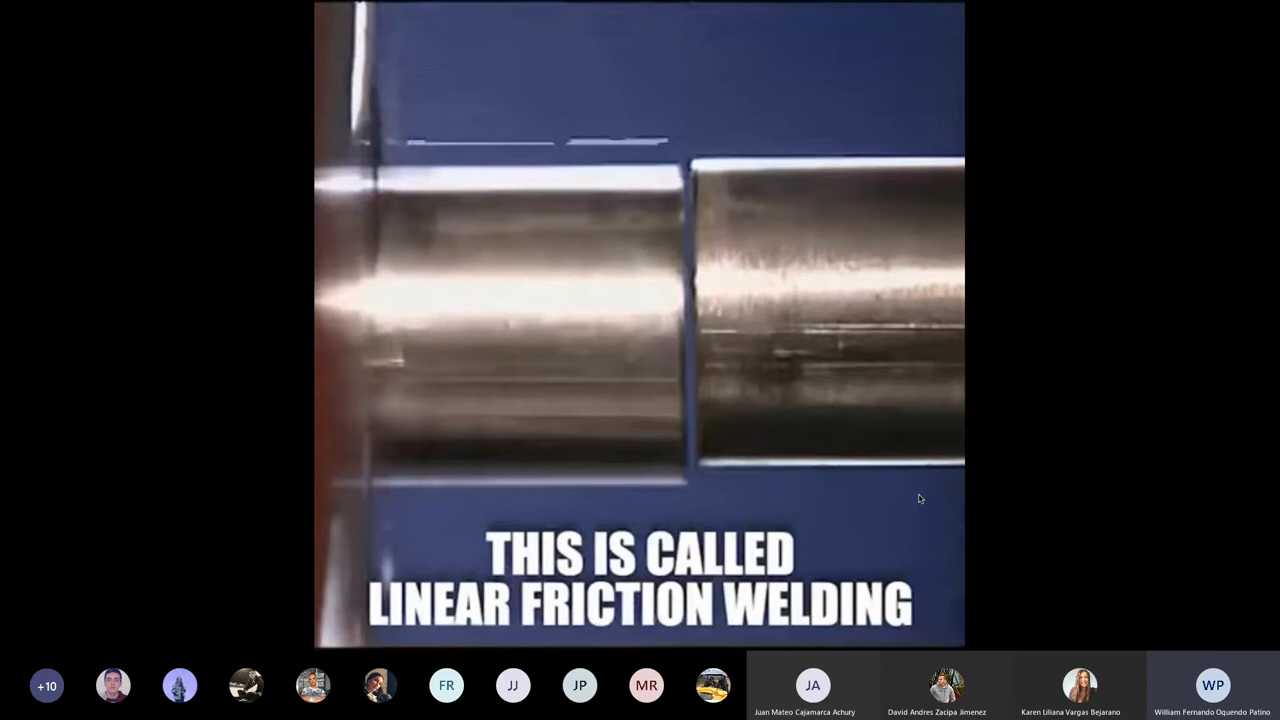 THIS IS CALLED
LINEAR FRICTION WELDING
+10
FR
JJ
JP
MR
JA
WP
Juan Mateo Cajamarca Achury
David Andres Zacipa Jimenez
Karen Liliana Vargas Bejarano
William Fernando Oquendo Patino